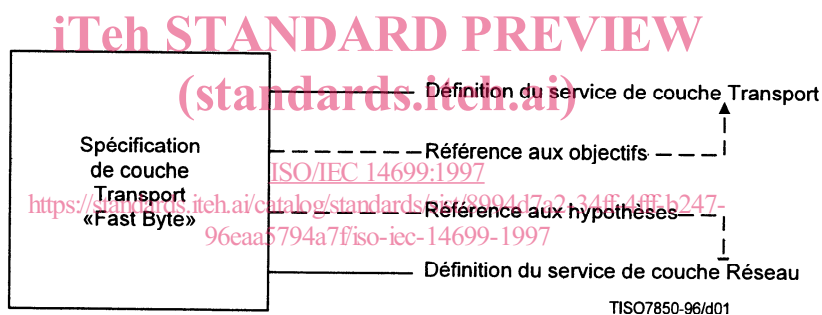 iTeh STANDARD PREVIEW
(standards.iteh.ai)
Définition du service de couche Transport
Spécification
de couche
Transport
«Fast Byte»
Référence aux objectifs
ISO/IEC 14699:1997
https://standards.iteh.ai/catalog/standards/sist/8994d7a2-34ff-4fff-b247-
96eaa5794a7f/iso-iec-14699-1997
Référence aux hypothèses
Définition du service de couche Réseau
TISO7850-96/d01